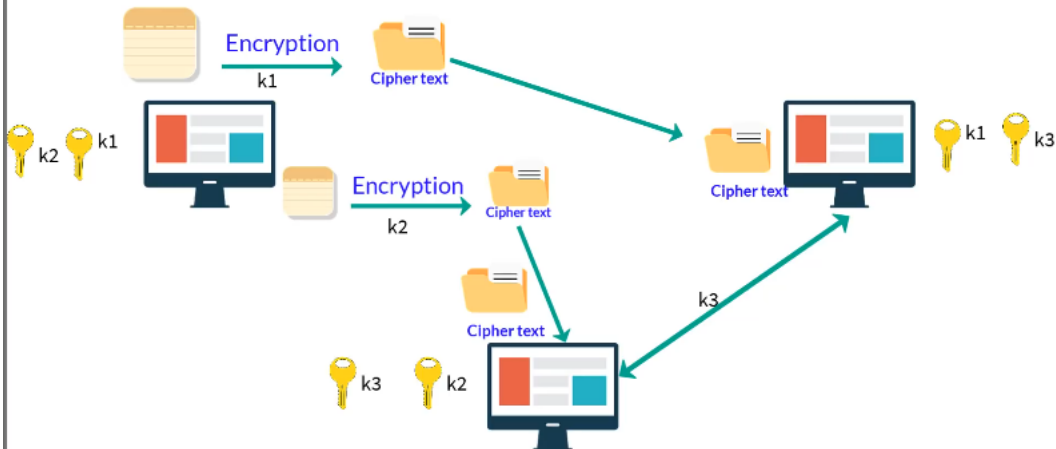 Encryption
k1
Cipher text
k2
k1
k1
k3
Cipher text
Encryption
k2
Cipher text
Cipher text
k3
k3
k2